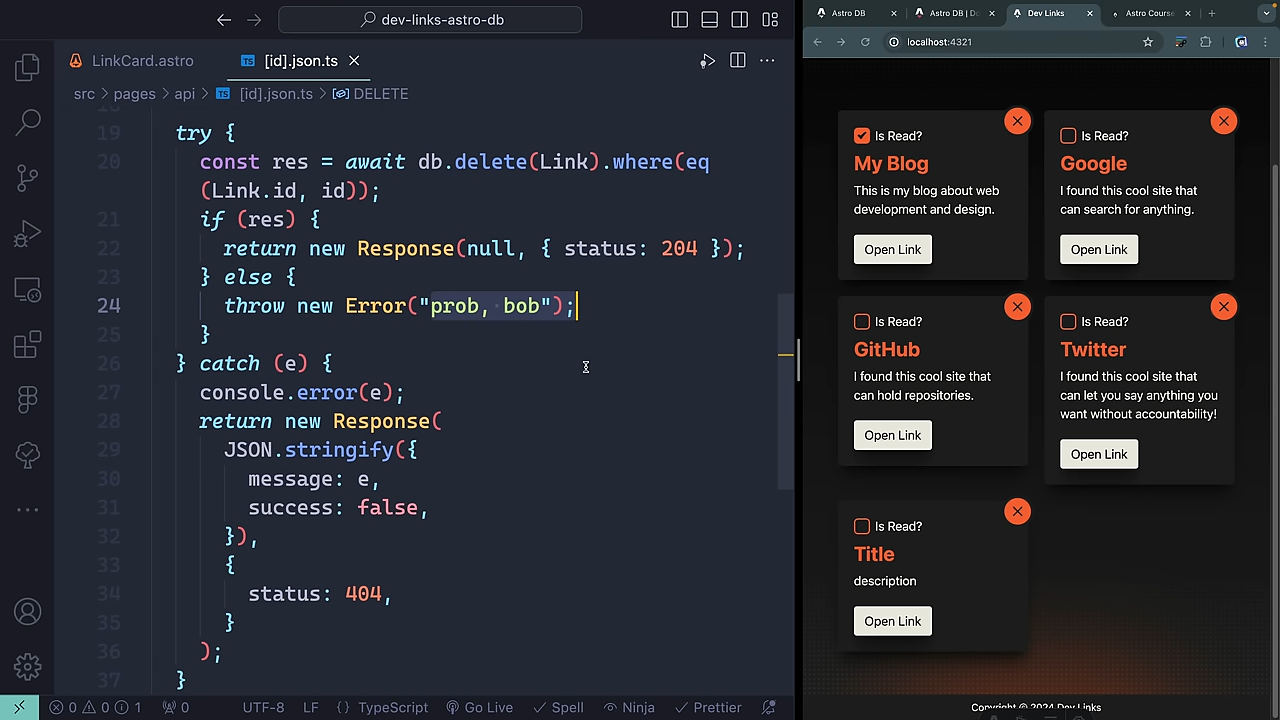 dev-links-astro-db
LinkCard.astro
TS [id].json.ts
src > pages > api > TS [id].json.ts > DELETE
18
19 try {
20 const res = await db.delete(Link).where(eq
(Link.id, id));
21 if (res) {
22 return new Response(null, { status: 204 });
23 } else {
24 throw new Error("prob, bob");
25 }
26 } catch (e) {
27 console.error(e);
28 return new Response(
29 JSON.stringify({
30 message: e,
31 success: false,
32 }),
33 {
34 status: 404,
35 }
36 );
37 }
0 0 1 0 UTF-8 LF {} TypeScript Go Live Spell Ninja Prettier
Astro DB
Astro DB | Dc
Dev Links
Astro Course
localhost:4321
Is Read?
My Blog
This is my blog about web
development and design.
Open Link
Is Read?
Google
I found this cool site that
can search for anything.
Open Link
Is Read?
GitHub
I found this cool site that
can hold repositories.
Open Link
Is Read?
Twitter
I found this cool site that
can let you say anything you
want without accountability!
Open Link
Is Read?
Title
description
Open Link
Copyright © 2024 Dev Links